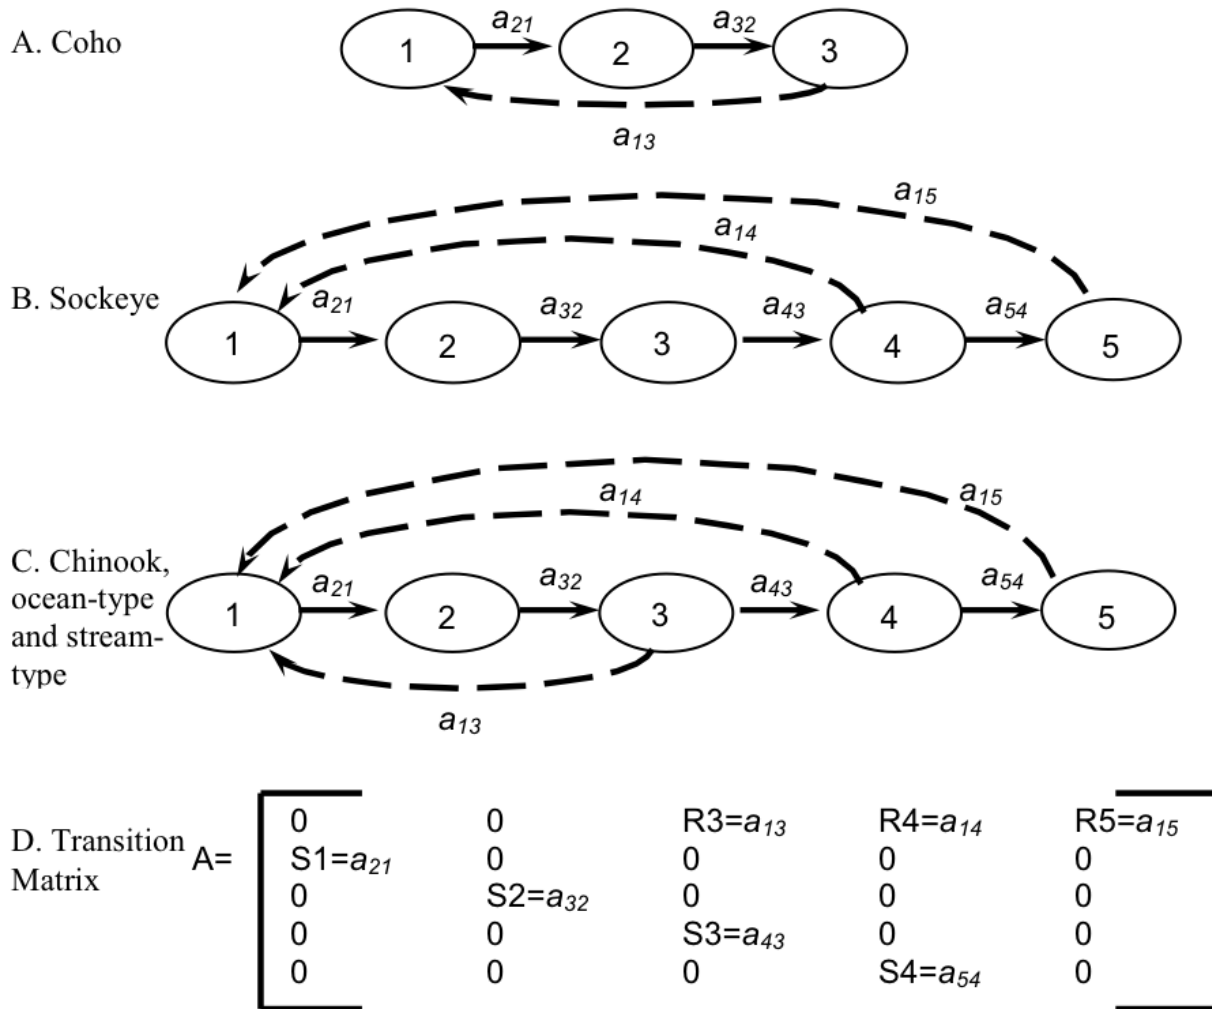 A. Coho
a21 a32
1 2 3
a13
a15
a14
B. Sockeye
a21 a32 a43 a54
1 2 3 4 5
a14 a15
C. Chinook,
ocean-type
and stream-
type
a21 a32 a43 a54
1 2 3 4 5
a13
D. Transition
Matrix
A=
0 0 R3=a13 R4=a14 R5=a15
S1=a21 0 0 0 0
0 S2=a32 0 0 0
0 0 S3=a43 0 0
0 0 0 S4=a54 0